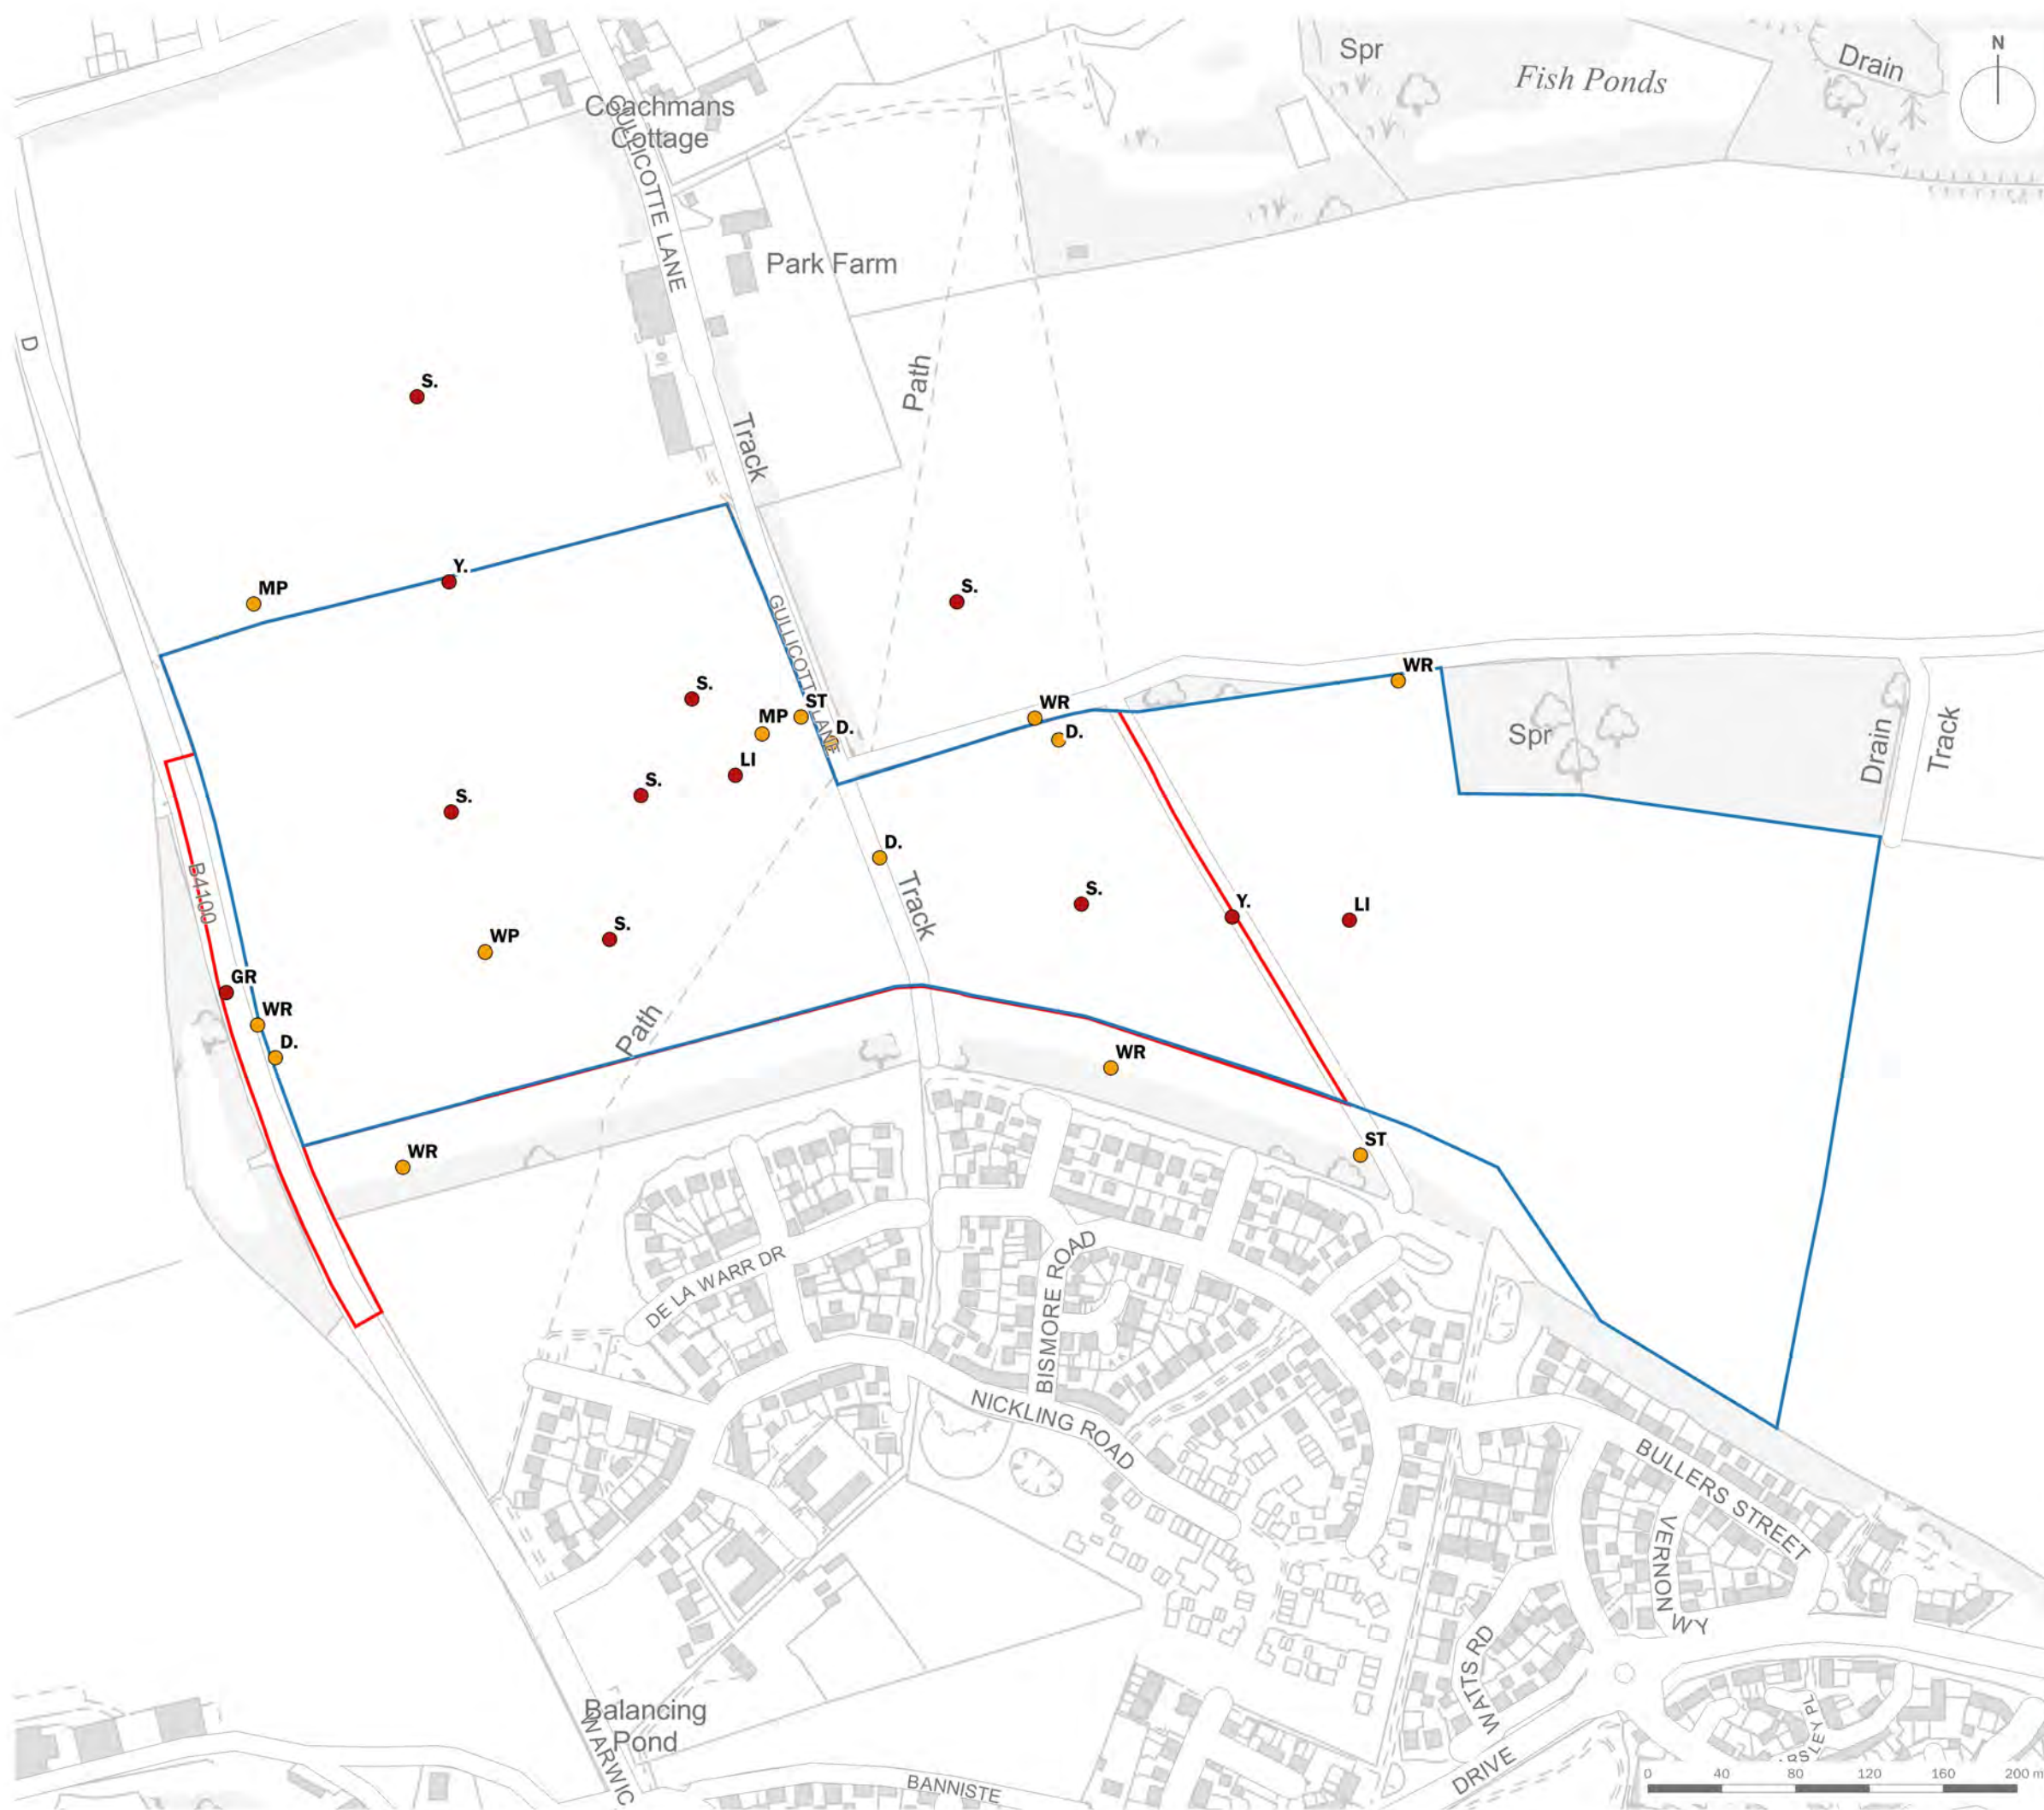 Spr
Fish Ponds
Drain
N
Coachmans
Cottage
GULLICOTTE LANE
Park Farm
D
Path
S.
Track
Y.
MP
S.
GULLICOTT LANE
S.
WR
ST
WR
MP
D.
D.
Spr
Drain
Track
LI
S.
S.
D.
B4100
Track
S.
Y.
LI
WP
S.
GR
WR
Path
D.
WR
WR
ST
DE LA WARR DR
BISMORE ROAD
NICKLING ROAD
BULLERS STREET
VERNON
WY
WATTS RD
Balancing
Pond
WARWIC
BANNISTE
DRIVE
RSLEY PL
0 40 80 120 160 200 m